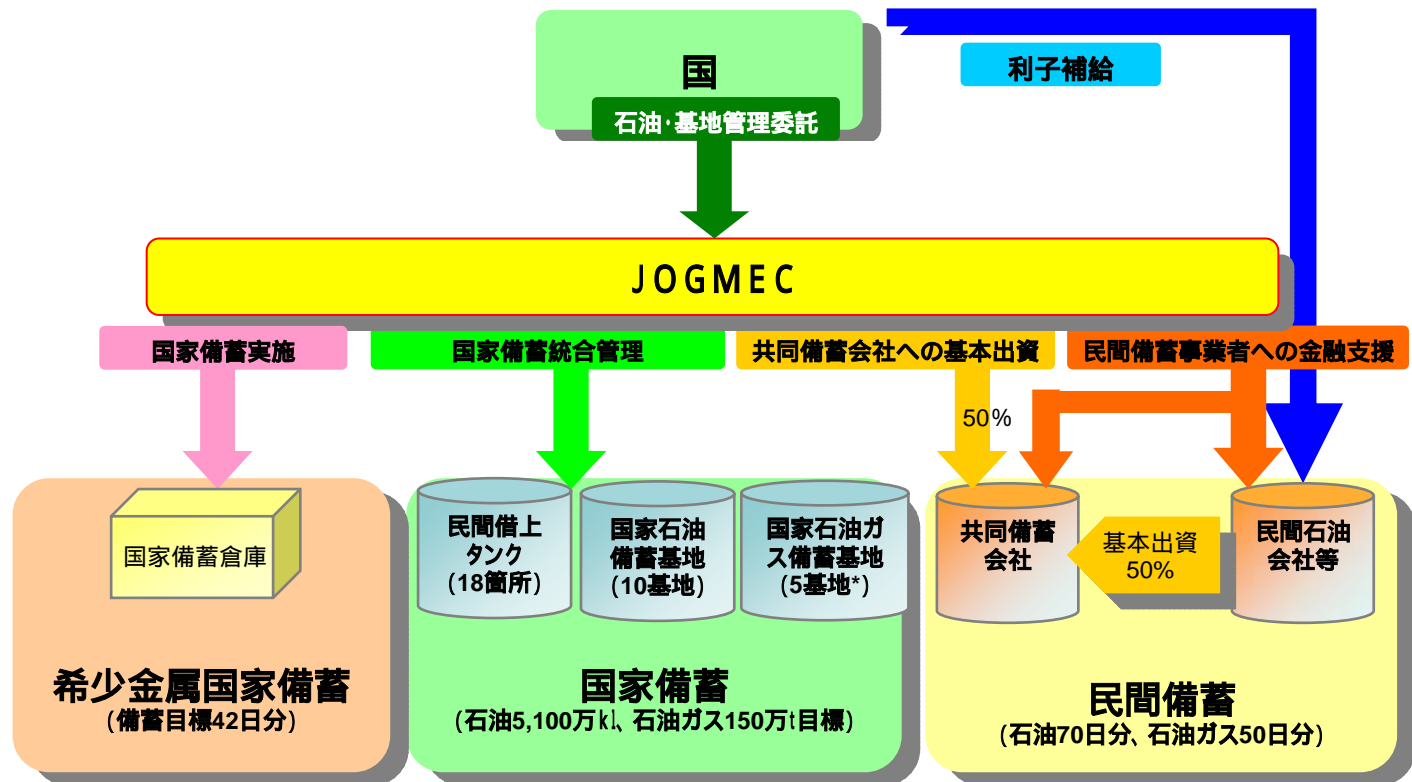 国
利子補給
石油・基地管理委託
JOGMEC
国家備蓄実施
国家備蓄統合管理
共同備蓄会社への基本出資
民間備蓄事業者への金融支援
50%
国家備蓄倉庫
民間借上
タンク
(18箇所)
国家石油
備蓄基地
(10基地)
国家石油ガ
ス備蓄基地
(5基地*)
共同備蓄
会社
基本出資
50%
民間石油
会社等
希少金属国家備蓄
(備蓄目標42日分)
国家備蓄
(石油5,100万kl、石油ガス150万t目標)
民間備蓄
(石油70日分、石油ガス50日分)